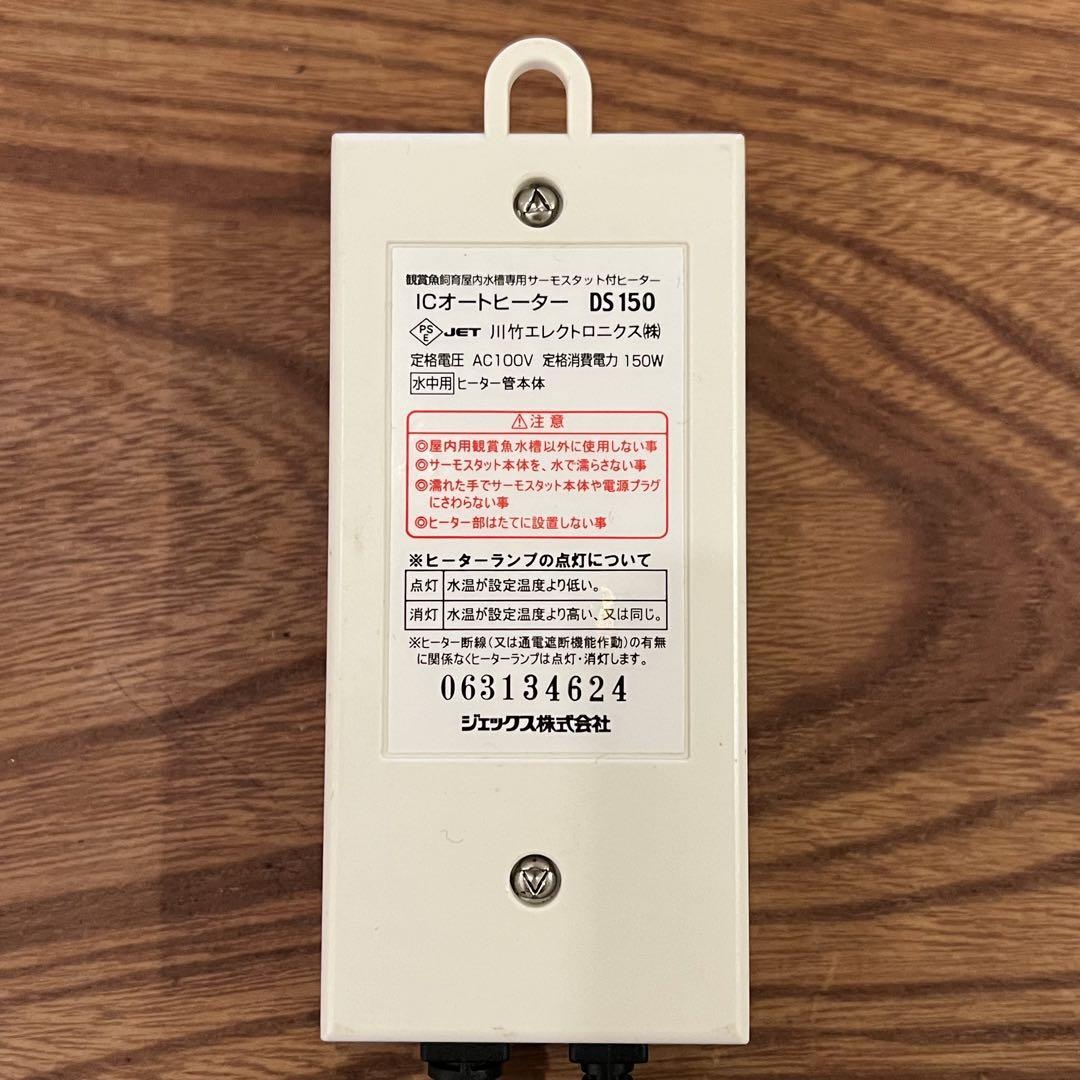 観賞魚飼育屋内水槽専用サーモスタット付ヒーター
ICオートヒーター DS150
PSE JET 川竹エレクトロニクス㈱
定格電圧 AC100V 定格消費電力 150W
水中用 ヒーター管本体
⚠注意
◎屋内用観賞魚水槽以外に使用しない事
◎サーモスタット本体を、水で濡らさない事
◎濡れた手でサーモスタット本体や電源プラグ
にさわらない事
◎ヒーター部はたてに設置しない事
※ヒーターランプの点灯について
点灯 水温が設定温度より低い。
消灯 水温が設定温度より高い、又は同じ。
※ヒーター断線(又は通電遮断機能作動)の有無
に関係なくヒーターランプは点灯・消灯します。
063134624
ジェックス株式会社